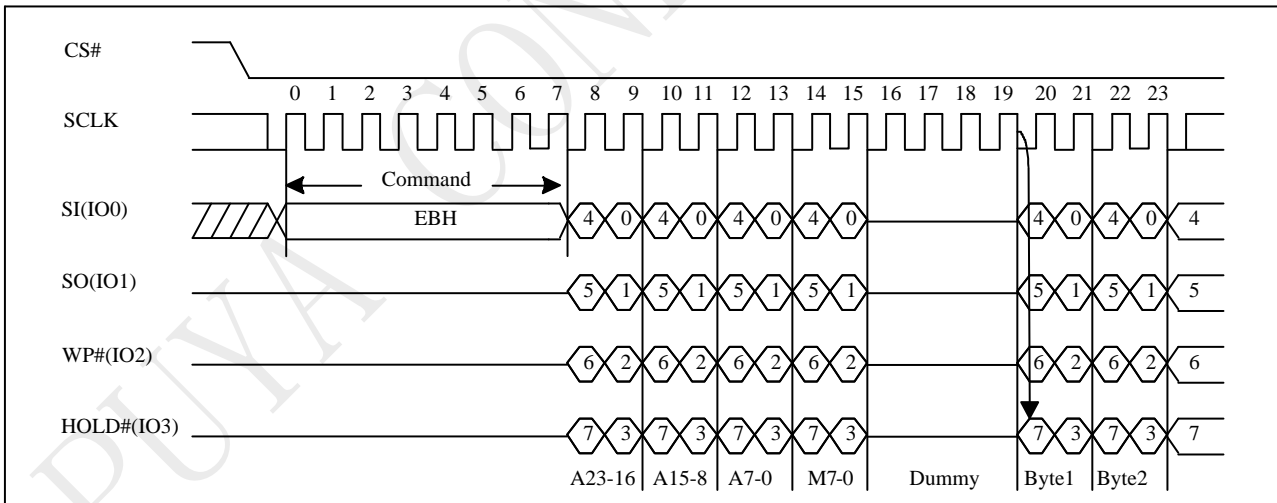 CS#
0 1 2 3 4 5 6 7 8 9 10 11 12 13 14 15 16 17 18 19 20 21 22 23
SCLK
Command
SI(IO0) EBH 4 0 4 0 4 0 4 0 4 0 4 0 4
SO(IO1) 5 1 5 1 5 1 5 1 5 1 5 1 5
WP#(IO2) 6 2 6 2 6 2 6 2 6 2 6 2 6
HOLD#(IO3) 7 3 7 3 7 3 7 3 7 3 7 3 7
A23-16 A15-8 A7-0 M7-0 Dummy Byte1 Byte2
PUYA CON